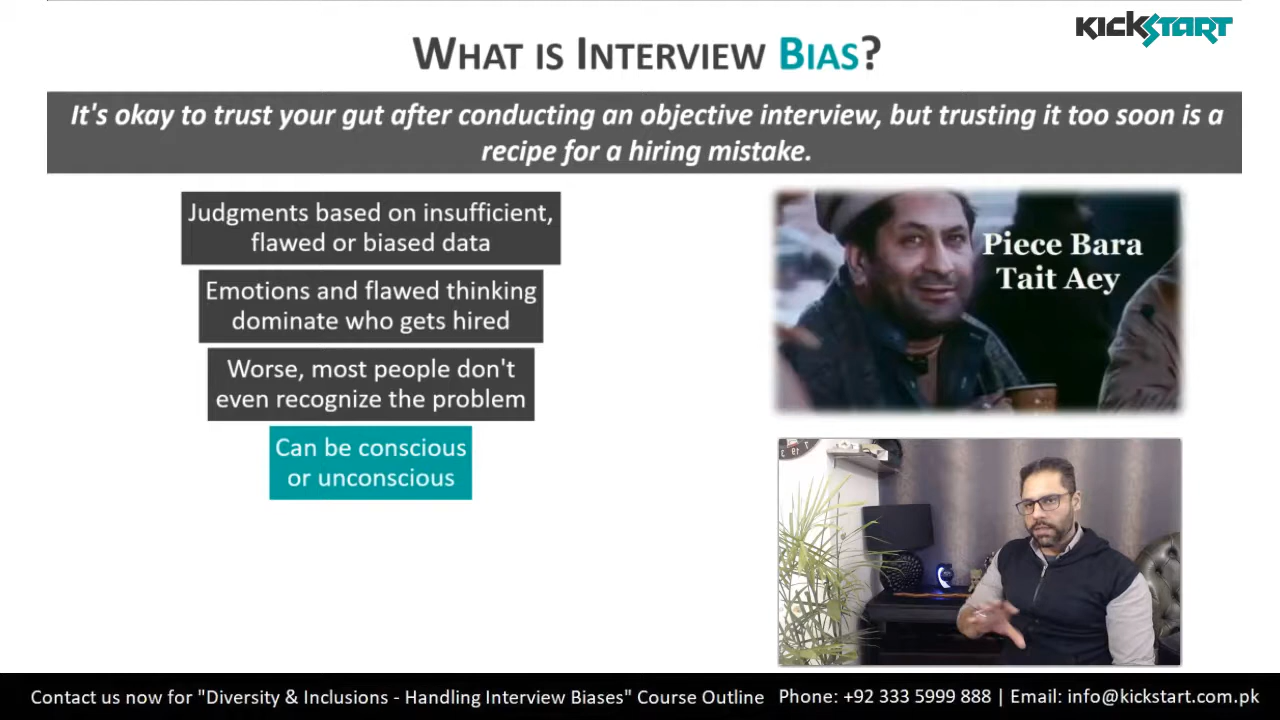 KICKSTART
WHAT IS INTERVIEW BIAS?
It's okay to trust your gut after conducting an objective interview, but trusting it too soon is a
recipe for a hiring mistake.
Judgments based on insufficient,
flawed or biased data
Emotions and flawed thinking
dominate who gets hired
Worse, most people don't
even recognize the problem
Can be conscious
or unconscious
Piece Bara
Tait Aey
Contact us now for "Diversity & Inclusions - Handling Interview Biases" Course Outline Phone: +92 333 5999 888 | Email: info@kickstart.com.pk